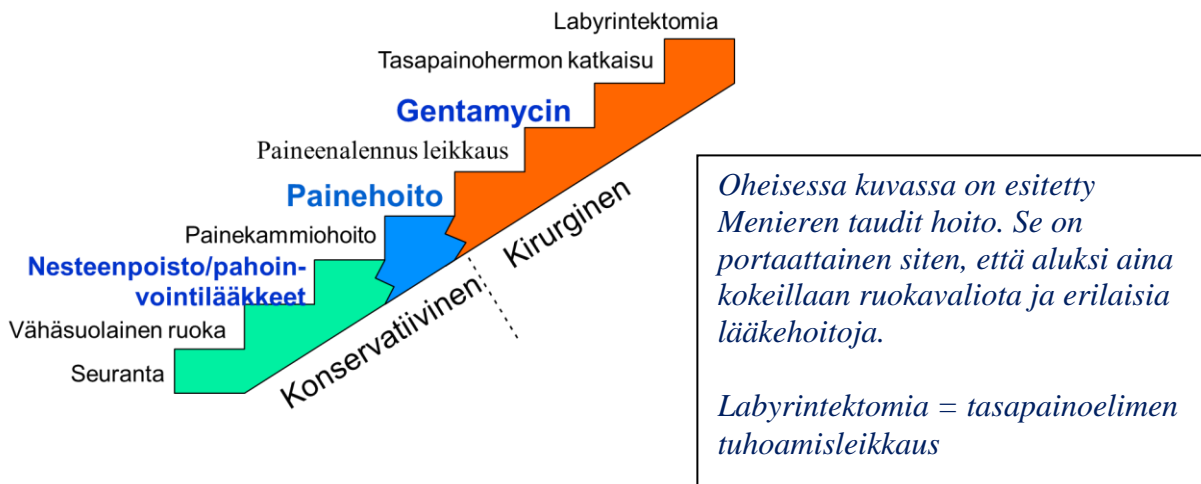 Labyrintektomia
Tasapainohermon katkaisu
Gentamycin
Paineenalennus leikkaus
Painehoito
Painekammiohoito
Nesteenpoisto/pahoin-
vointilääkkeet
Vähäsuolainen ruoka
Seuranta
Konservatiivinen
Kirurginen
Oheisessa kuvassa on esitetty
Menieren taudit hoito. Se on
portaattainen siten, että aluksi aina
kokeillaan ruokavaliota ja erilaisia
lääkehoitoja.
Labyrintektomia = tasapainoelimen
tuhoamisleikkaus